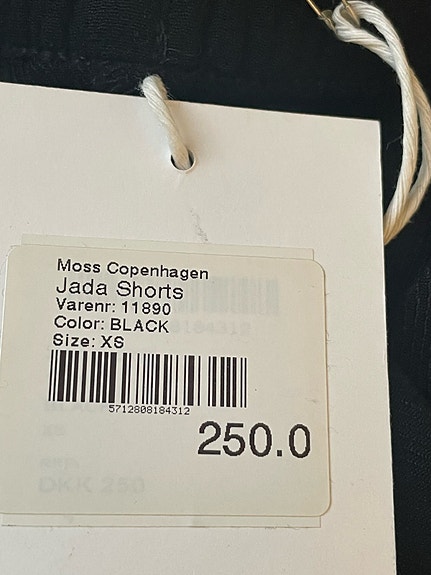 Moss Copenhagen
Jada Shorts
Varenr: 11890
Color: BLACK
Size: XS
5712808184312
250.0
DKK 250